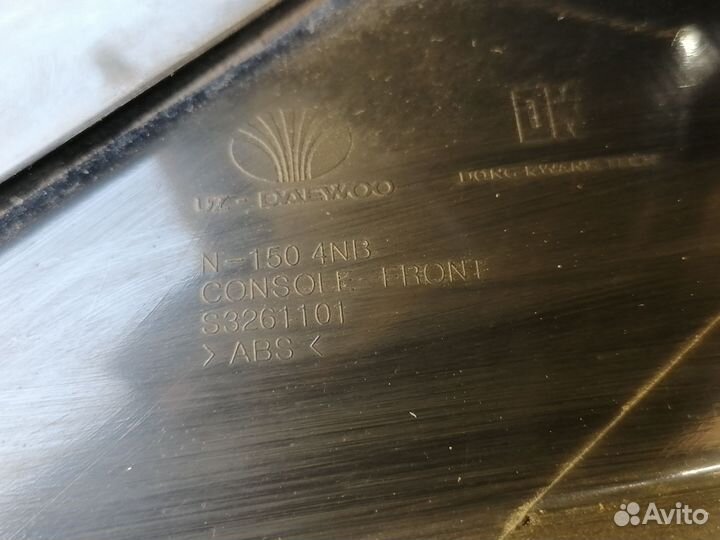 UZ-DAEWOO
DONG KWANG TECH
N-150 4NB
CONSOLE-FRONT
S3261101
> ABS <
Avito